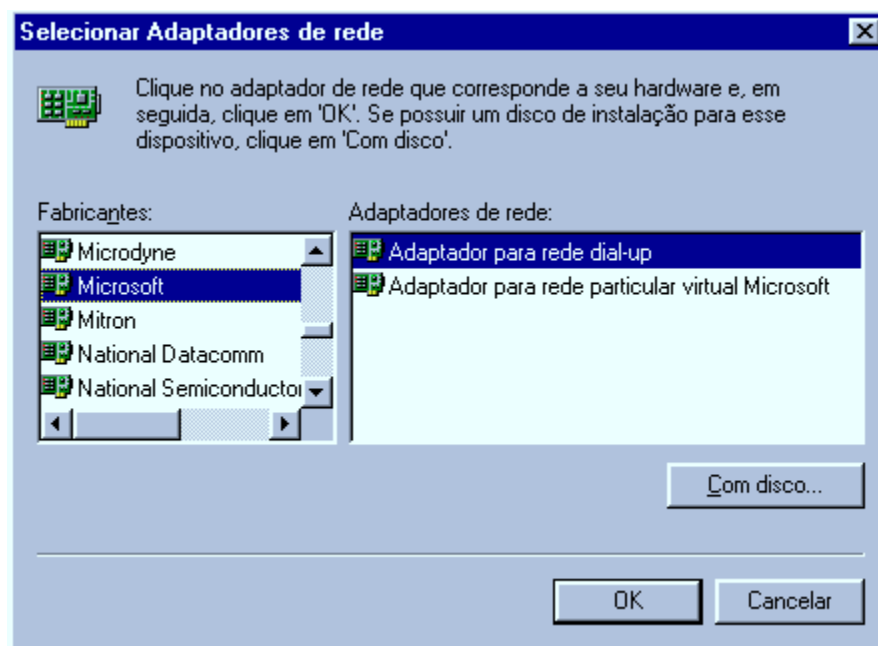 Selecionar Adaptadores de rede
Clique no adaptador de rede que corresponde a seu hardware e, em
seguida, clique em 'OK'. Se possuir um disco de instalação para esse
dispositivo, clique em 'Com disco'.
Fabricantes:
Microdyne
Microsoft
Mitron
National Datacomm
National Semiconductor
Adaptadores de rede:
Adaptador para rede dial-up
Adaptador para rede particular virtual Microsoft
Com disco...
OK
Cancelar